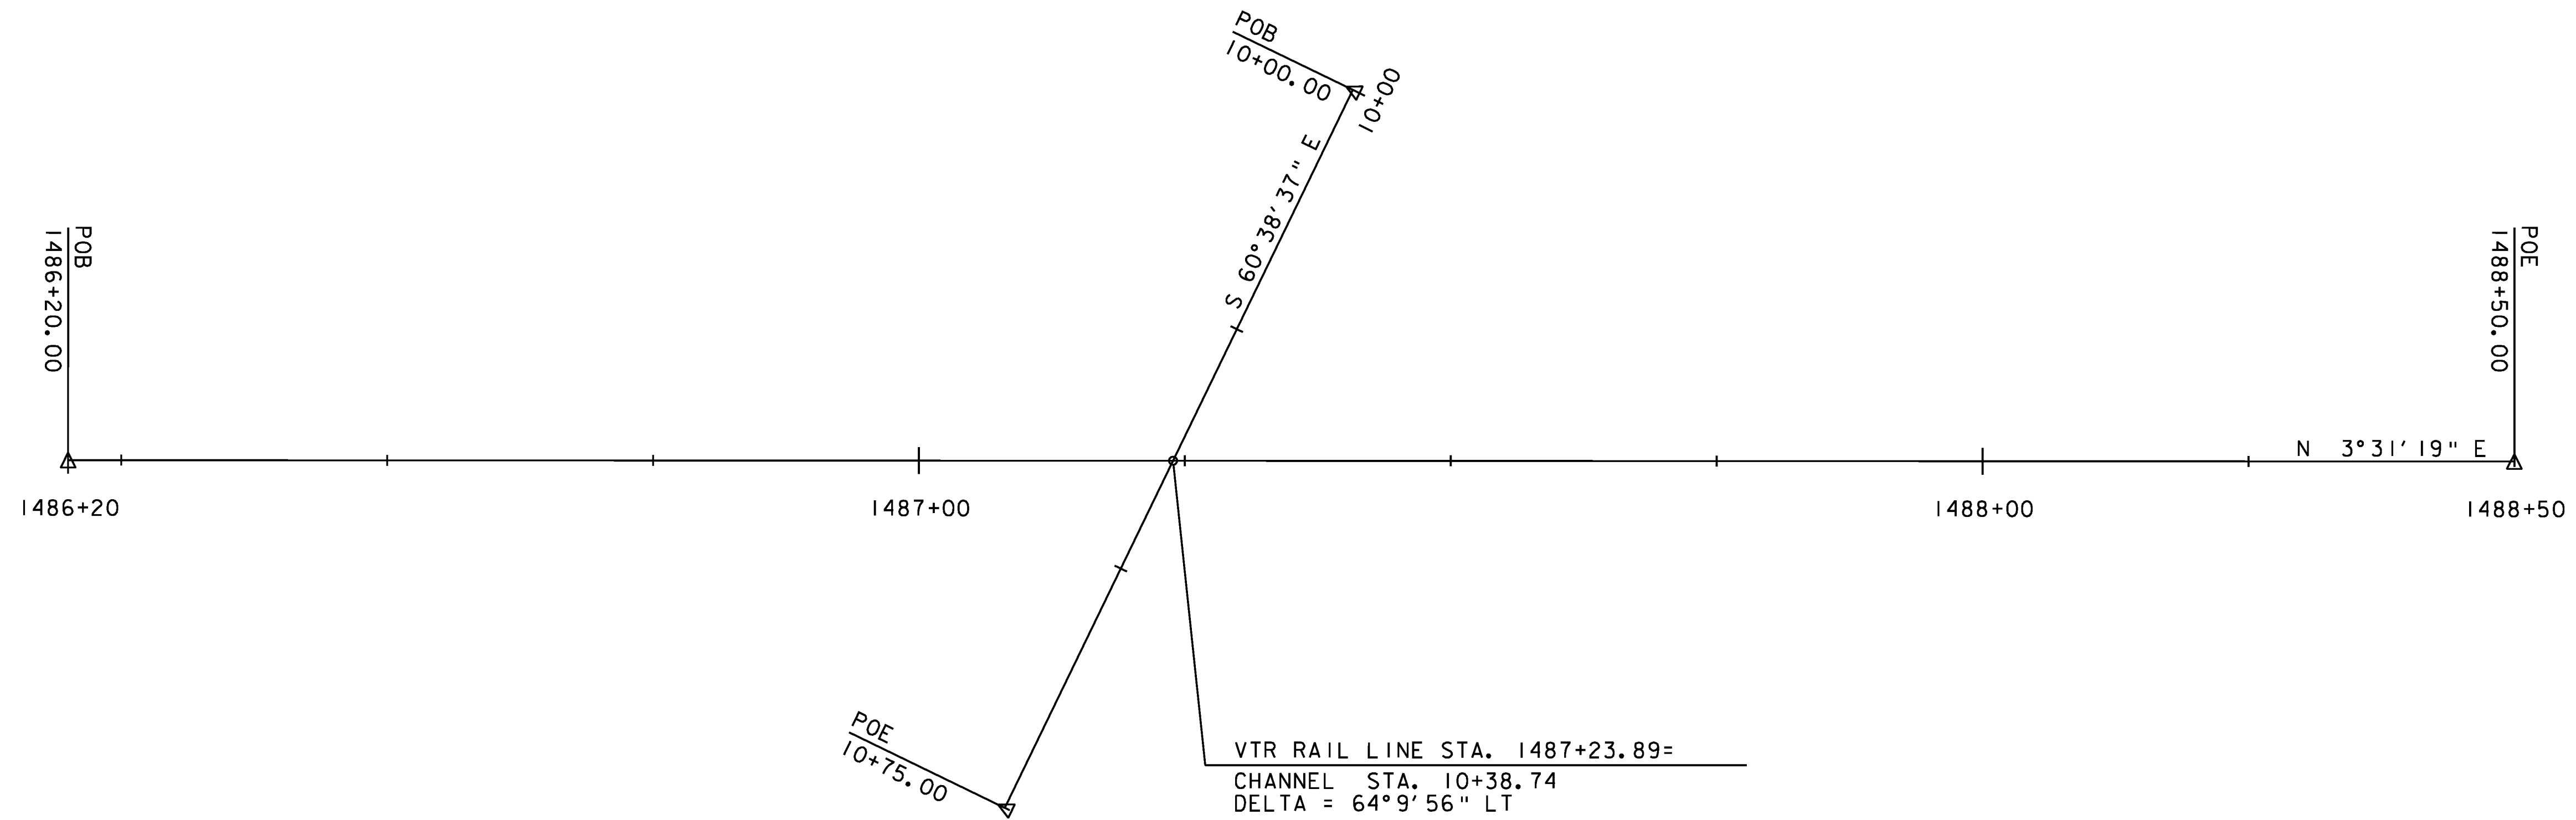 POB
10+00.00
10+00
S 60°38'37" E
POB
1486+20.00
POE
1488+50.00
N 3°31'19" E
1486+20
1487+00
1488+00
1488+50
POE
10+75.00
VTR RAIL LINE STA. 1487+23.89=
CHANNEL STA. 10+38.74
DELTA = 64°9'56" LT